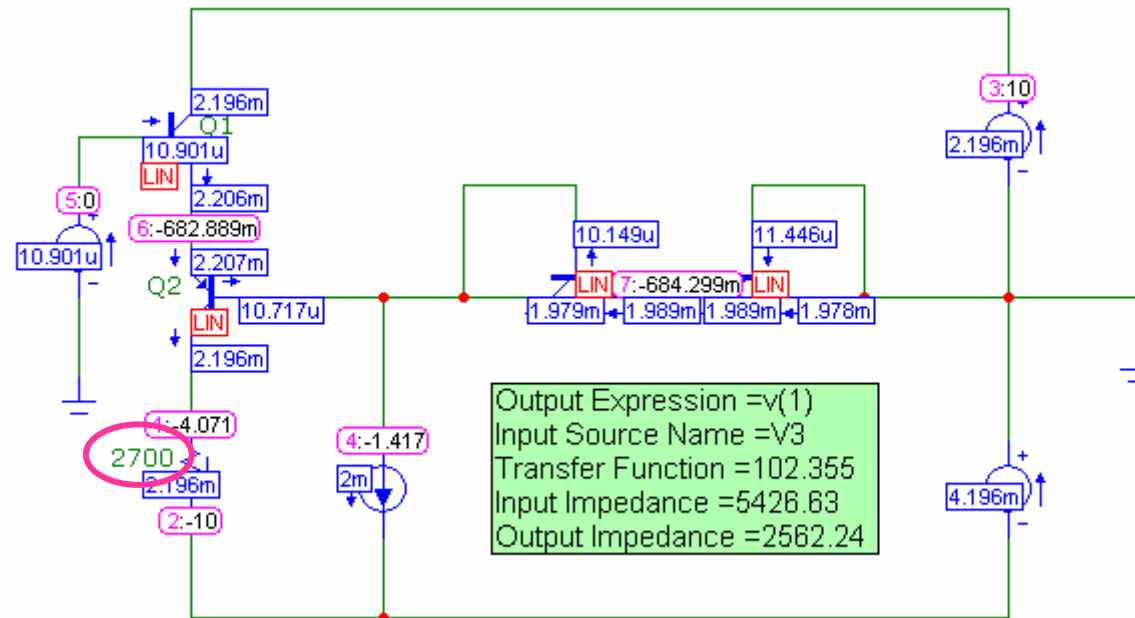 2.196m
3:10
Q1
10.901u
2.196m
LIN
5:0
2.206m
6:-682.889m
10.149u
11.446u
10.901u
2.207m
Q2
LIN
7:-684.299m
LIN
10.717u
1.979m
1.989m
1.989m
1.978m
LIN
2.196m
Output Expression =v(1)
Input Source Name =V3
Transfer Function =102.355
Input Impedance =5426.63
Output Impedance =2562.24
:-4.071
4:-1.417
2700
2.196m
2m
4.196m
2:-10